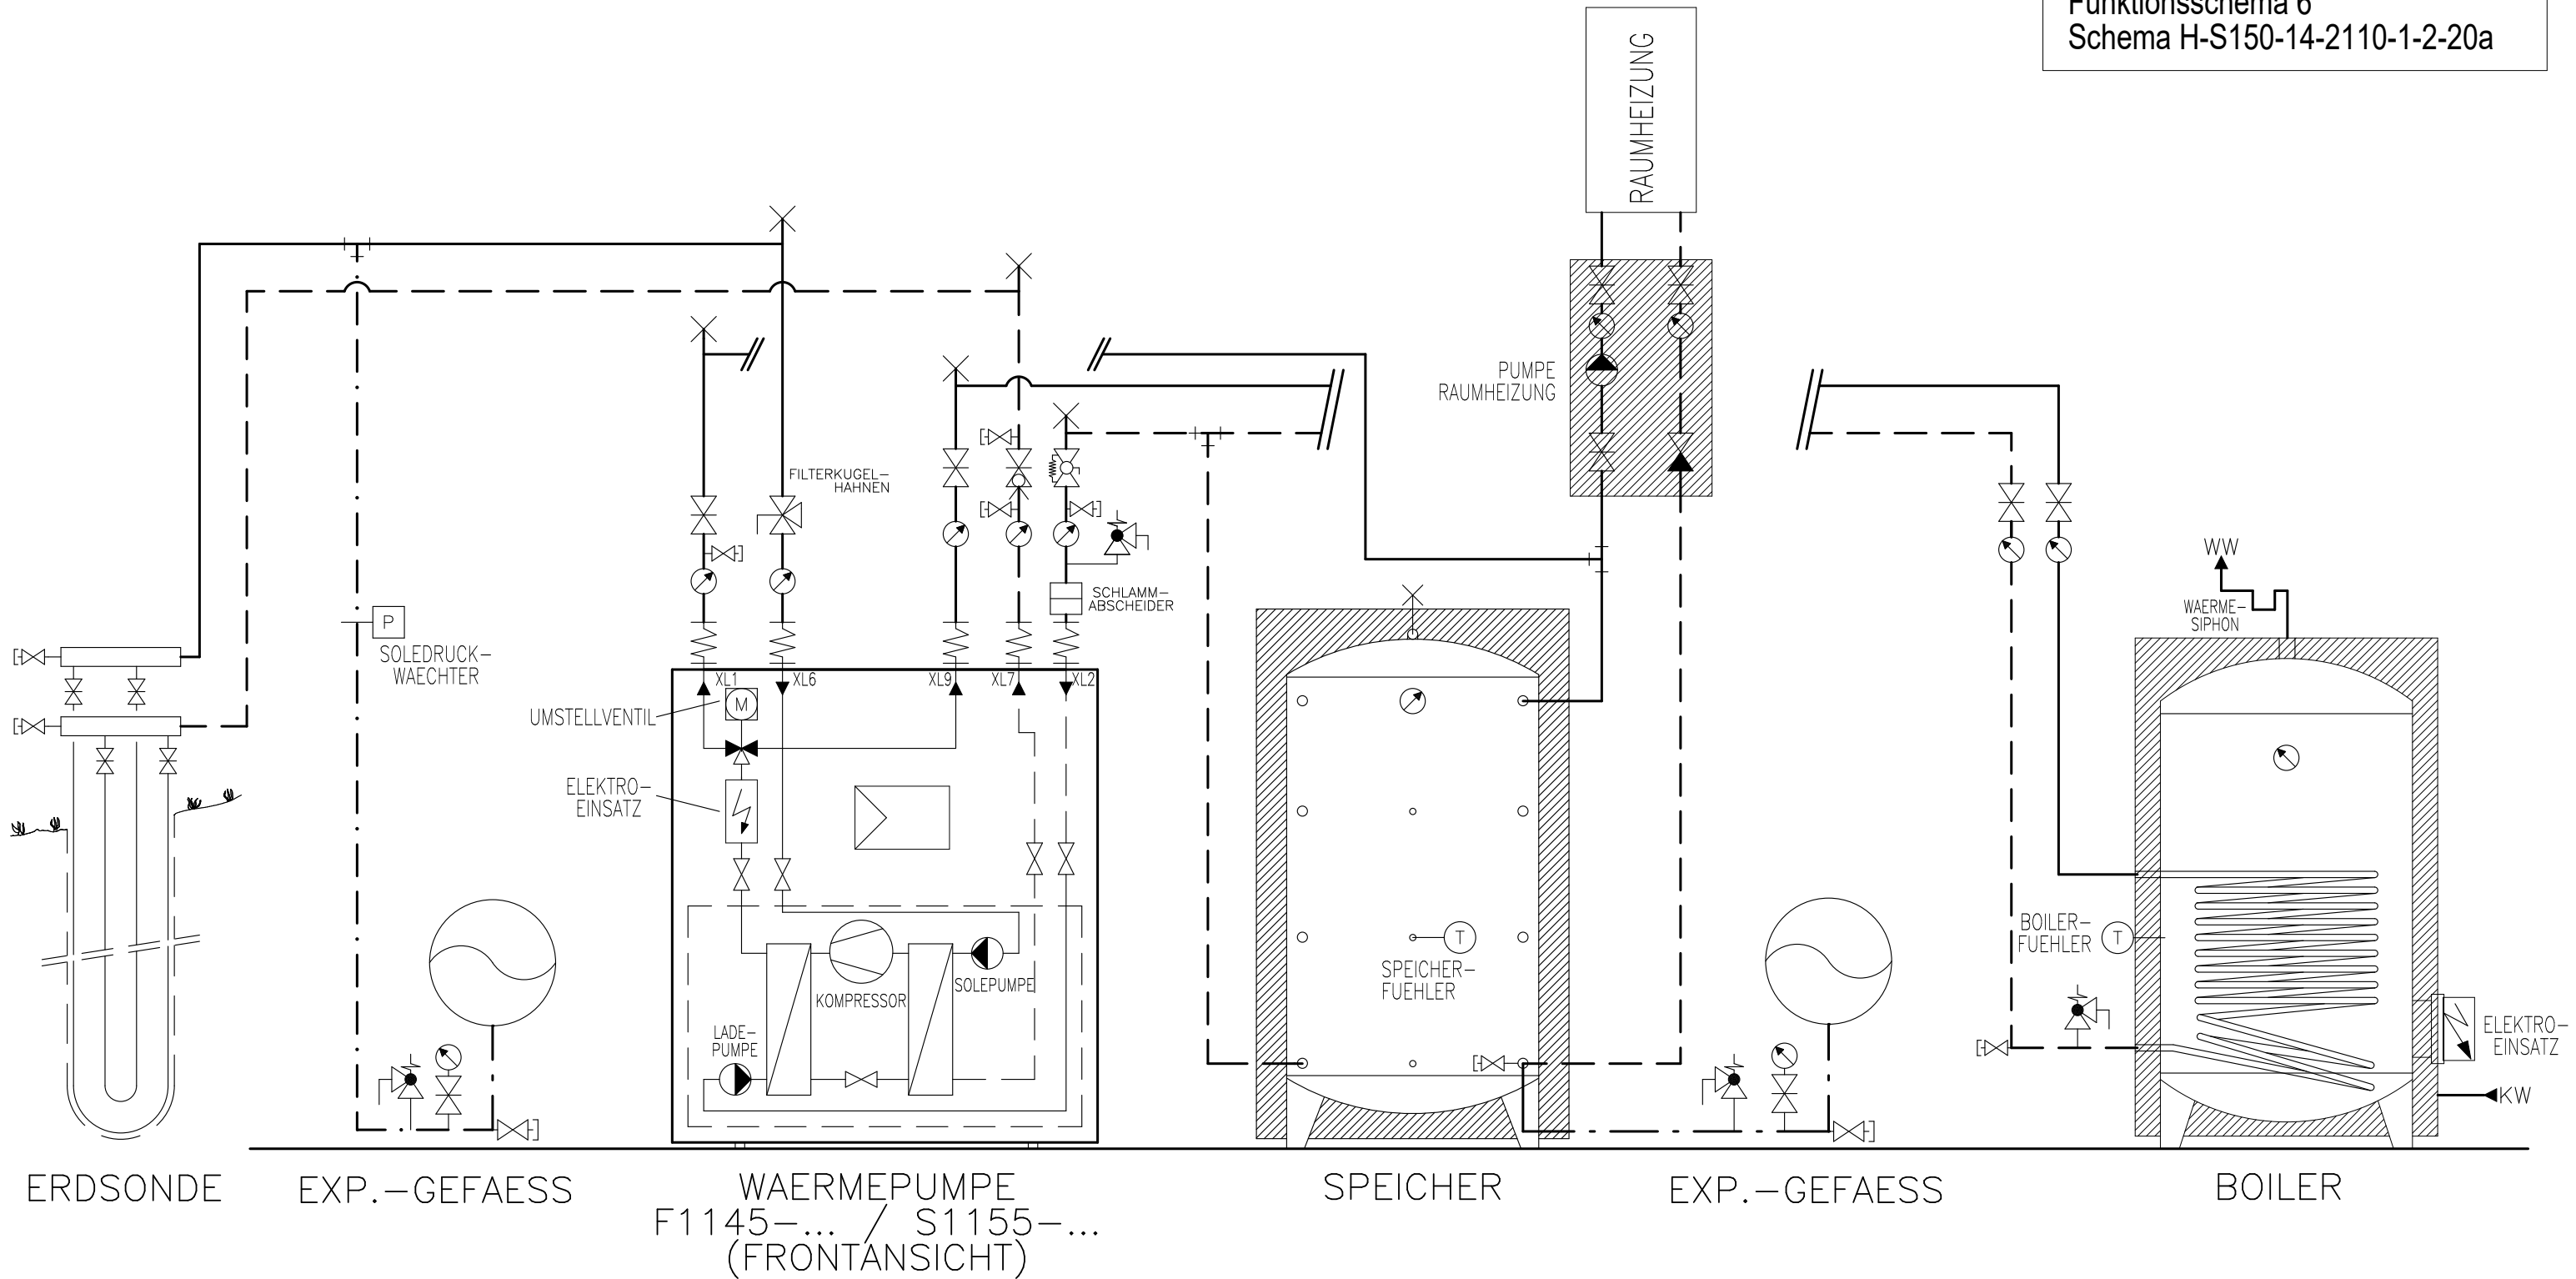 Funktionsschema 6
Schema H-S150-14-2110-1-2-20a
RAUMHEIZUNG
PUMPE
RAUMHEIZUNG
FILTERKUGEL-
HAHNEN
SCHLAMM-
ABSCHEIDER
P
SOLEDRUCK-
WAECHTER
XL1
XL6
XL9
XL7
XL2
M
UMSTELLVENTIL
ELEKTRO-
EINSATZ
KOMPRESSOR
SOLEPUMPE
LADE-
PUMPE
T
SPEICHER-
FUEHLER
WW
WAERME-
SIPHON
BOILER-
FUEHLER
T
ELEKTRO-
EINSATZ
KW
ERDSONDE
EXP.-GEFAESS
WAERMEPUMPE
F1145-... / S1155-...
(FRONTANSICHT)
SPEICHER
EXP.-GEFAESS
BOILER